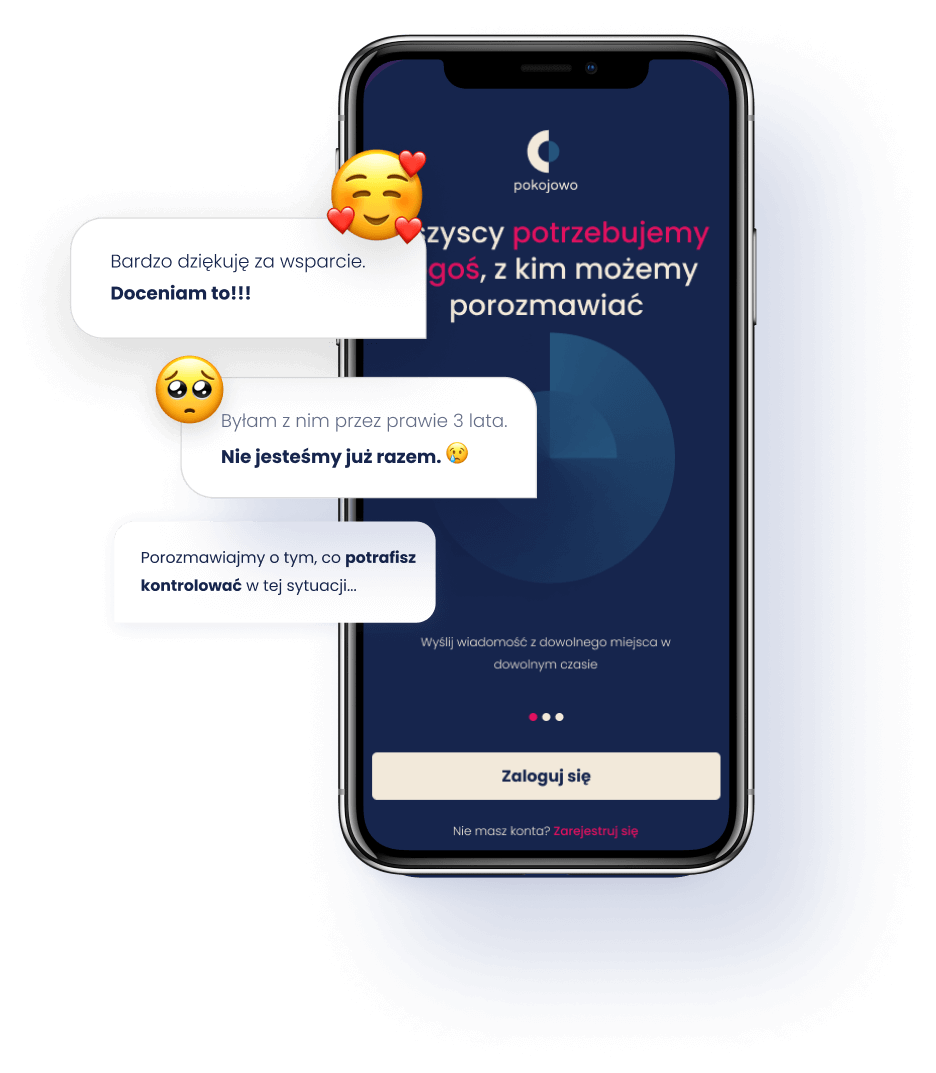 pokojowo
szyscy potrzebujemy
goś, z kim możemy
porozmawiać
Bardzo dziękuję za wsparcie.
Doceniam to!!!
Byłam z nim przez prawie 3 lata.
Nie jesteśmy już razem. 😢
Porozmawiajmy o tym, co potrafisz
kontrolować w tej sytuacji...
Wyślij wiadomość z dowolnego miejsca w
dowolnym czasie
Zaloguj się
Nie masz konta? Zarejestruj się